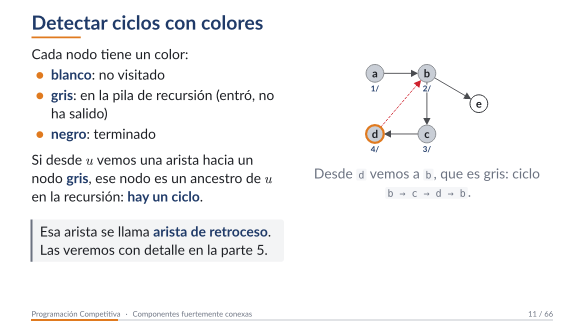 Detectar ciclos con colores
Cada nodo tiene un color:
blanco: no visitado
gris: en la pila de recursión (entró, no
ha salido)
negro: terminado
Si desde u vemos una arista hacia un
nodo gris, ese nodo es un ancestro de u
en la recursión: hay un ciclo.
Esa arista se llama arista de retroceso.
Las veremos con detalle en la parte 5.
a
b
1/
2/
e
d
c
4/
3/
Desde d vemos a b, que es gris: ciclo
b → c → d → b.
Programación Competitiva · Componentes fuertemente conexas
11 / 66